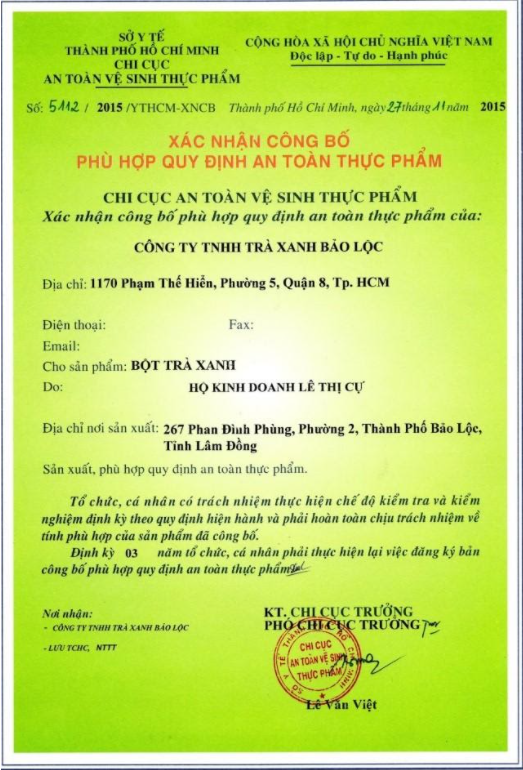 SỞ Y TẾ
THÀNH PHỐ HỒ CHÍ MINH
CHI CỤC
AN TOÀN VỆ SINH THỰC PHẨM
CỘNG HÒA XÃ HỘI CHỦ NGHĨA VIỆT NAM
Độc lập - Tự do - Hạnh phúc
Số: 5112 / 2015 /YTHCM-XNCB Thành phố Hồ Chí Minh, ngày 27 tháng 11 năm 2015
XÁC NHẬN CÔNG BỐ
PHÙ HỢP QUY ĐỊNH AN TOÀN THỰC PHẨM
CHI CỤC AN TOÀN VỆ SINH THỰC PHẨM
Xác nhận công bố phù hợp quy định an toàn thực phẩm của:
CÔNG TY TNHH TRÀ XANH BẢO LỘC
Địa chỉ: 1170 Phạm Thế Hiển, Phường 5, Quận 8, Tp. HCM
Điện thoại: Fax:
Email:
Cho sản phẩm: BỘT TRÀ XANH
Do: HỘ KINH DOANH LÊ THỊ CỰ
Địa chỉ nơi sản xuất: 267 Phan Đình Phùng, Phường 2, Thành Phố Bảo Lộc,
Tỉnh Lâm Đồng
Sản xuất, phù hợp quy định an toàn thực phẩm.
Tổ chức, cá nhân có trách nhiệm thực hiện chế độ kiểm tra và kiểm
nghiệm định kỳ theo quy định hiện hành và phải hoàn toàn chịu trách nhiệm về
tính phù hợp của sản phẩm đã công bố.
Định kỳ 03 năm tổ chức, cá nhân phải thực hiện lại việc đăng ký bản
công bố phù hợp quy định an toàn thực phẩm
Nơi nhận:
- CÔNG TY TNHH TRÀ XANH BẢO LỘC
- LƯU TCHC, NTTT
KT. CHI CỤC TRƯỞNG
PHÓ CHI CỤC TRƯỞNG
CHI CỤC
AN TOÀN VỆ SINH
THỰC PHẨM
Lê Văn Việt